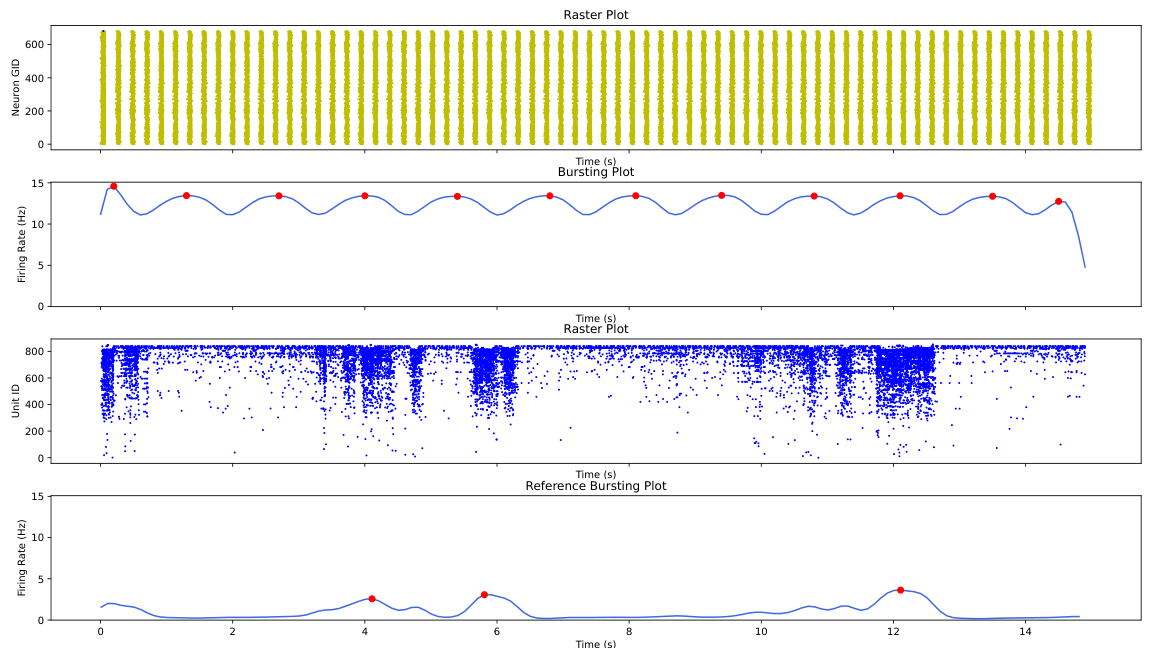 Raster Plot
Neuron GID
600
400
200
0
Time (s)
Bursting Plot
Firing Rate (Hz)
15
10
5
0
Time (s)
Raster Plot
Unit ID
800
600
400
200
0
Time (s)
Reference Bursting Plot
Firing Rate (Hz)
15
10
5
0
0 2 4 6 8 10 12 14
Time (s)